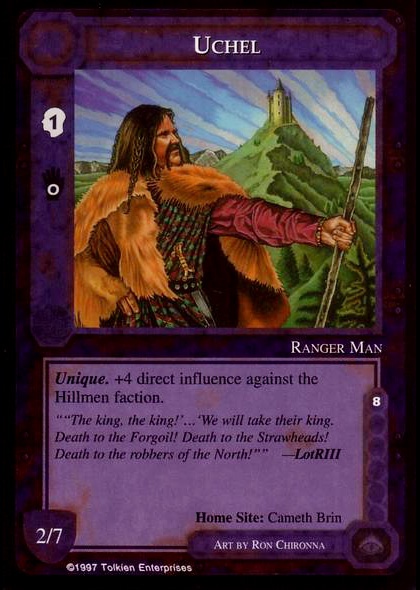 UCHEL
1
0
RANGER MAN
Unique. +4 direct influence against the
Hillmen faction.
8
““The king, the king!’...‘We will take their king.
Death to the Forgoil! Death to the Strawheads!
Death to the robbers of the North!”” —LotRIII
Home Site: Cameth Brin
2/7
ART BY RON CHIRONNA
©1997 Tolkien Enterprises